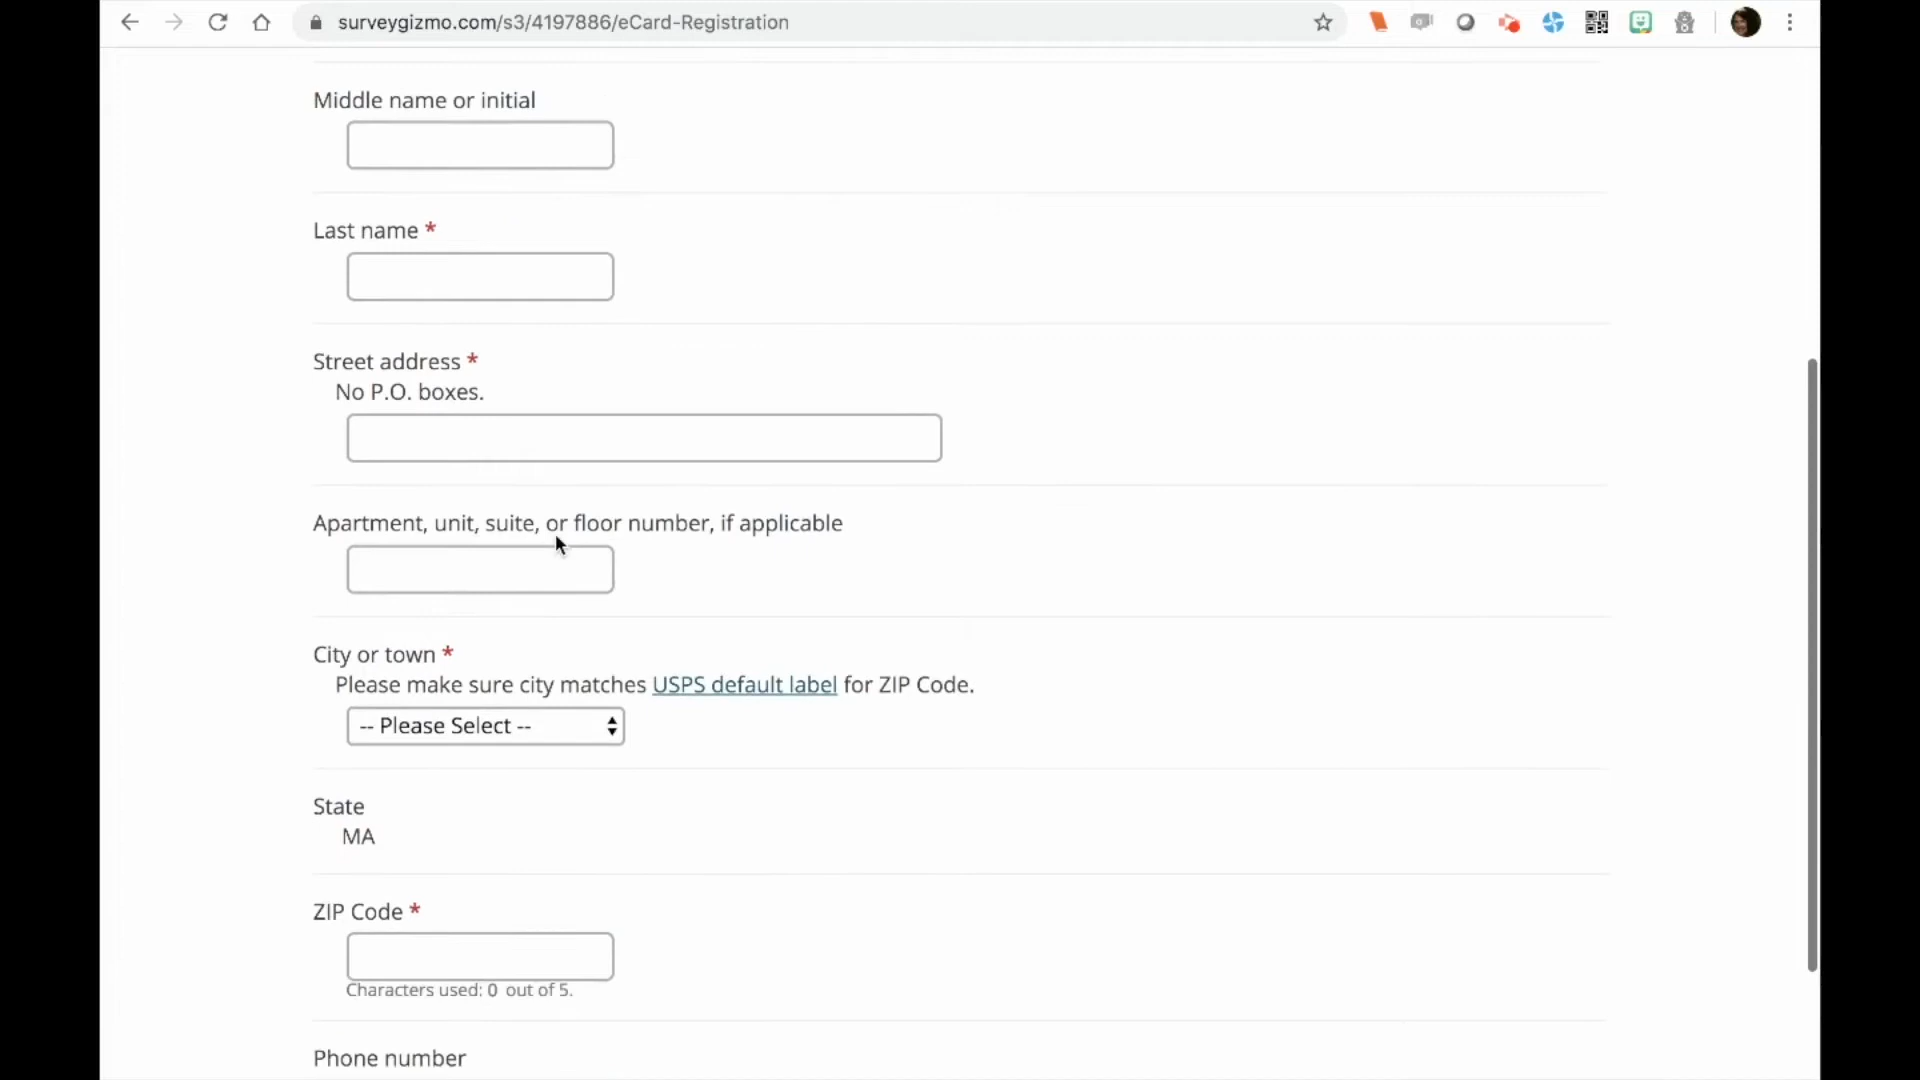 surveygizmo.com/s3/4197886/eCard-Registration
Middle name or initial
Last name *
Street address *
No P.O. boxes.
Apartment, unit, suite, or floor number, if applicable
City or town *
Please make sure city matches USPS default label for ZIP Code.
-- Please Select --
State
MA
ZIP Code *
Characters used: 0 out of 5.
Phone number